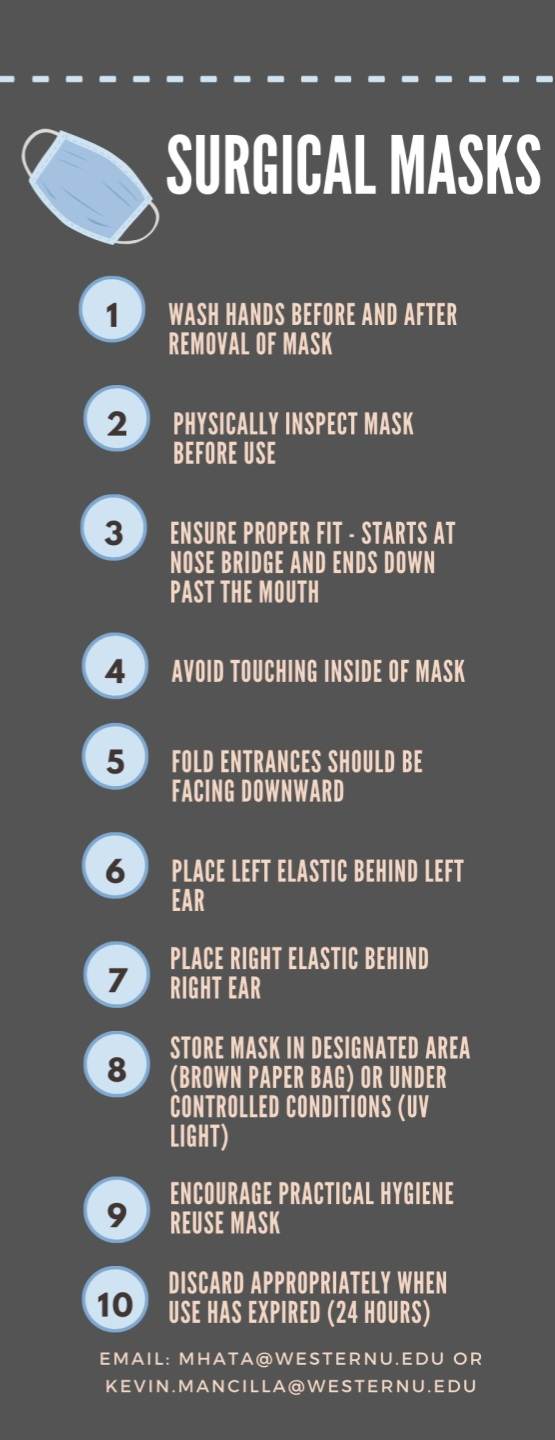 SURGICAL MASKS
1
WASH HANDS BEFORE AND AFTER
REMOVAL OF MASK
2
PHYSICALLY INSPECT MASK
BEFORE USE
3
ENSURE PROPER FIT - STARTS AT
NOSE BRIDGE AND ENDS DOWN
PAST THE MOUTH
4
AVOID TOUCHING INSIDE OF MASK
5
FOLD ENTRANCES SHOULD BE
FACING DOWNWARD
6
PLACE LEFT ELASTIC BEHIND LEFT
EAR
7
PLACE RIGHT ELASTIC BEHIND
RIGHT EAR
8
STORE MASK IN DESIGNATED AREA
(BROWN PAPER BAG) OR UNDER
CONTROLLED CONDITIONS (UV
LIGHT)
9
ENCOURAGE PRACTICAL HYGIENE
REUSE MASK
10
DISCARD APPROPRIATELY WHEN
USE HAS EXPIRED (24 HOURS)
EMAIL: MHATA@WESTERNU.EDU OR
KEVIN.MANCILLA@WESTERNU.EDU